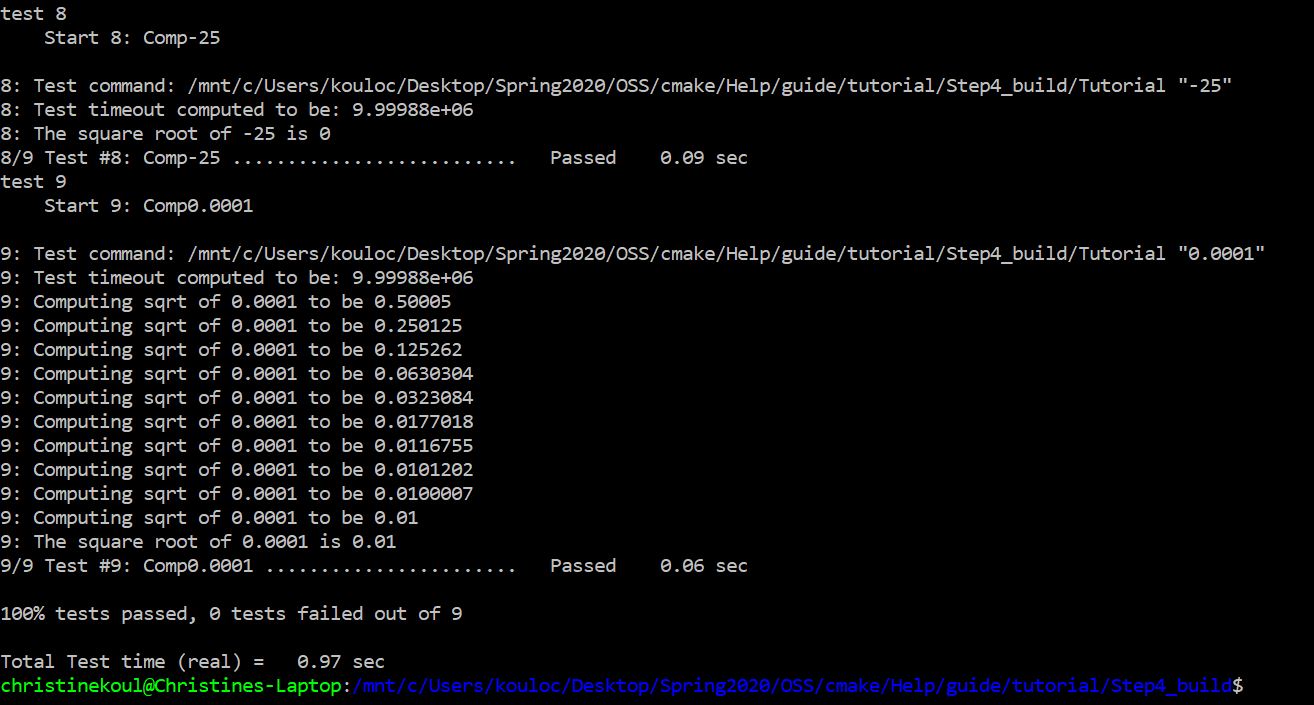 test 8
    Start 8: Comp-25

8: Test command: /mnt/c/Users/kouloc/Desktop/Spring2020/OSS/cmake/Help/guide/tutorial/Step4_build/Tutorial "-25"
8: Test timeout computed to be: 9.99988e+06
8: The square root of -25 is 0
8/9 Test #8: Comp-25 ..........................   Passed    0.09 sec
test 9
    Start 9: Comp0.0001

9: Test command: /mnt/c/Users/kouloc/Desktop/Spring2020/OSS/cmake/Help/guide/tutorial/Step4_build/Tutorial "0.0001"
9: Test timeout computed to be: 9.99988e+06
9: Computing sqrt of 0.0001 to be 0.50005
9: Computing sqrt of 0.0001 to be 0.250125
9: Computing sqrt of 0.0001 to be 0.125262
9: Computing sqrt of 0.0001 to be 0.0630304
9: Computing sqrt of 0.0001 to be 0.0323084
9: Computing sqrt of 0.0001 to be 0.0177018
9: Computing sqrt of 0.0001 to be 0.0116755
9: Computing sqrt of 0.0001 to be 0.0101202
9: Computing sqrt of 0.0001 to be 0.0100007
9: Computing sqrt of 0.0001 to be 0.01
9: The square root of 0.0001 is 0.01
9/9 Test #9: Comp0.0001 .......................   Passed    0.06 sec

100% tests passed, 0 tests failed out of 9

Total Test time (real) =   0.97 sec
christinekoul@Christines-Laptop:/mnt/c/Users/kouloc/Desktop/Spring2020/OSS/cmake/Help/guide/tutorial/Step4_build$